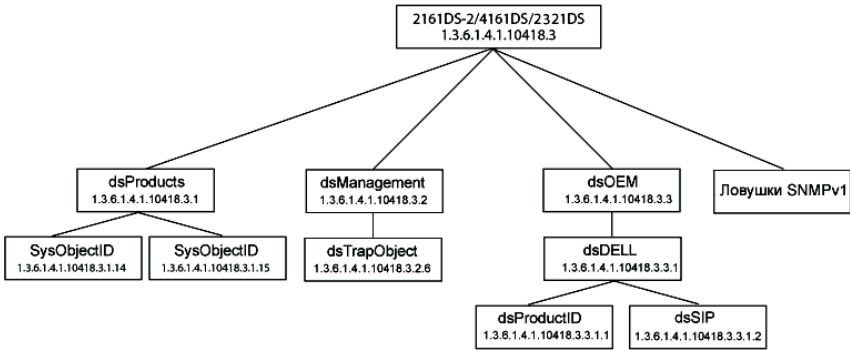 2161DS-2/4161DS/2321DS
1.3.6.1.4.1.10418.3
dsProducts
1.3.6.1.4.1.10418.3.1
dsManagement
1.3.6.1.4.1.10418.3.2
dsOEM
1.3.6.1.4.1.10418.3.3
Ловушки SNMPv1
SysObjectID
1.3.6.1.4.1.10418.3.1.14
SysObjectID
1.3.6.1.4.1.10418.3.1.15
dsTrapObject
1.3.6.1.4.1.10418.3.2.6
dsDELL
1.3.6.1.4.1.10418.3.3.1
dsProductID
1.3.6.1.4.1.10418.3.3.1.1
dsSIP
1.3.6.1.4.1.10418.3.3.1.2